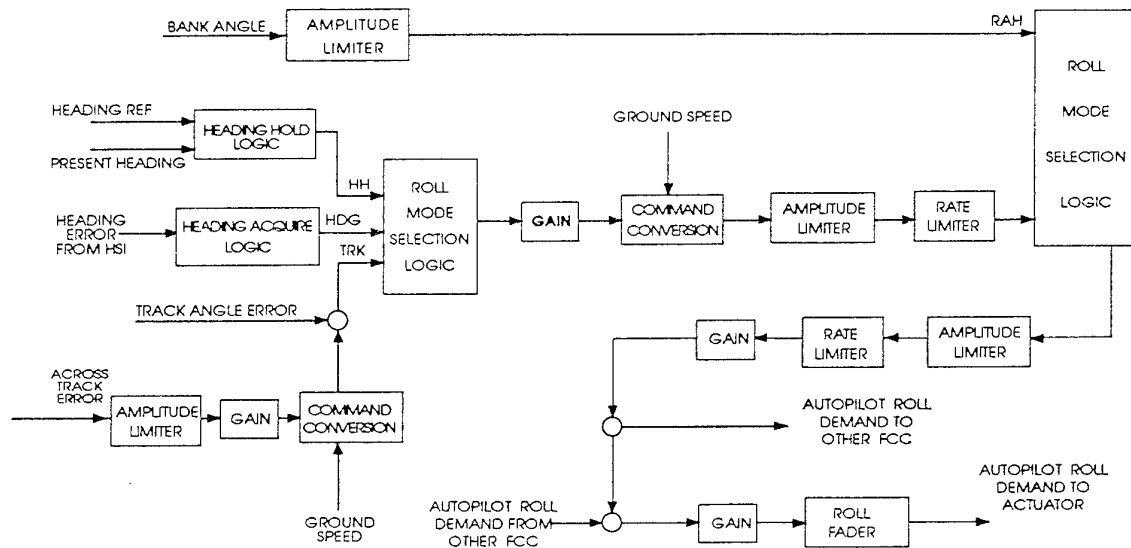 BANK ANGLE
AMPLITUDE
LIMITER
RAH
ROLL
MODE
SELECTION
LOGIC
HEADING REF
PRESENT HEADING
HEADING HOLD
LOGIC
HH
HEADING
ERROR
FROM HSI
HEADING ACQUIRE
LOGIC
HDG
TRK
ROLL
MODE
SELECTION
LOGIC
GAIN
GROUND SPEED
COMMAND
CONVERSION
AMPLITUDE
LIMITER
RATE
LIMITER
TRACK ANGLE ERROR
ACROSS
TRACK
ERROR
AMPLITUDE
LIMITER
GAIN
COMMAND
CONVERSION
GROUND
SPEED
GAIN
RATE
LIMITER
AMPLITUDE
LIMITER
AUTOPILOT ROLL
DEMAND TO
OTHER FCC
AUTOPILOT ROLL
DEMAND FROM
OTHER FCC
GAIN
ROLL
FADER
AUTOPILOT ROLL
DEMAND TO
ACTUATOR